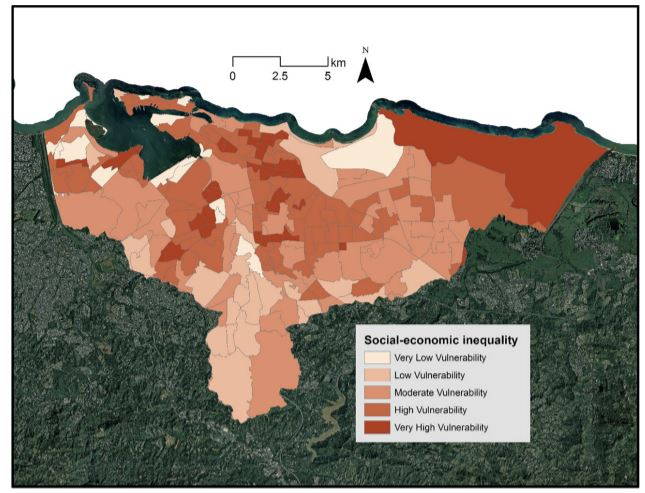 N
km
0 2.5 5
Social-economic inequality
Very Low Vulnerability
Low Vulnerability
Moderate Vulnerability
High Vulnerability
Very High Vulnerability